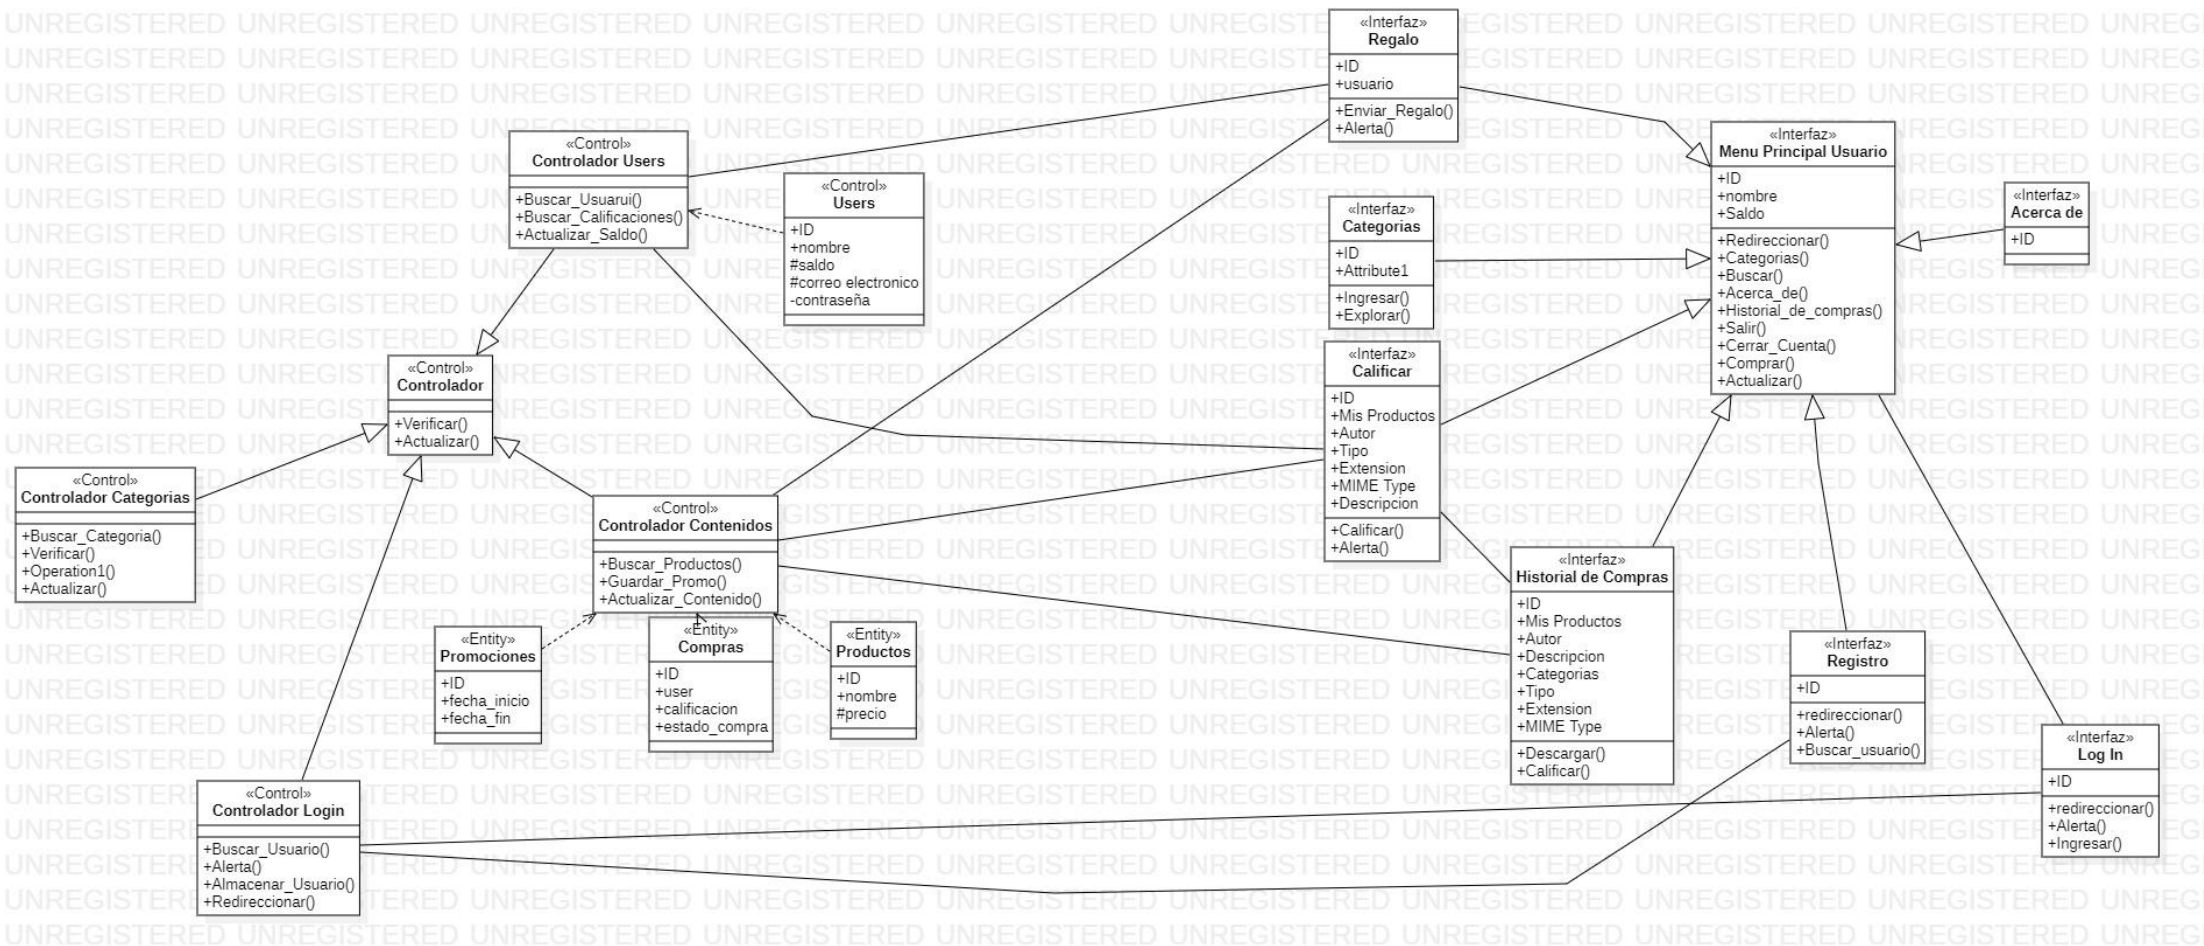 «Interfaz»
Regalo
+ID
+usuario
+Enviar_Regalo()
+Alerta()
«Control»
Controlador Users
+Buscar_Usuarui()
+Buscar_Calificaciones()
+Actualizar_Saldo()
«Control»
Users
+ID
+nombre
#saldo
#correo electronico
-contraseña
«Interfaz»
Categorias
+ID
+Attribute1
+Ingresar()
+Explorar()
«Interfaz»
Menu Principal Usuario
+ID
+nombre
+Saldo
+Redireccionar()
+Categorias()
+Buscar()
+Acerca_de()
+Historial_de_compras()
+Salir()
+Cerrar_Cuenta()
+Comprar()
+Actualizar()
«Interfaz»
Acerca de
+ID
«Control»
Controlador
+Verificar()
+Actualizar()
«Interfaz»
Calificar
+ID
+Mis Productos
+Autor
+Tipo
+Extension
+MIME Type
+Descripcion
+Calificar()
+Alerta()
«Control»
Controlador Categorias
+Buscar_Categoria()
+Verificar()
+Operation1()
+Actualizar()
«Control»
Controlador Contenidos
+Buscar_Productos()
+Guardar_Promo()
+Actualizar_Contenido()
«Interfaz»
Historial de Compras
+ID
+Mis Productos
+Autor
+Descripcion
+Categorias
+Tipo
+Extension
+MIME Type
+Descargar()
+Calificar()
«Entity»
Promociones
+ID
+fecha_inicio
+fecha_fin
«Entity»
Compras
+ID
+user
+calificacion
+estado_compra
«Entity»
Productos
+ID
+nombre
#precio
«Interfaz»
Registro
+ID
+redireccionar()
+Alerta()
+Buscar_usuario()
«Interfaz»
Log In
+ID
+redireccionar()
+Alerta()
+Ingresar()
«Control»
Controlador Login
+Buscar_Usuario()
+Alerta()
+Almacenar_Usuario()
+Redireccionar()
UNREGISTERED